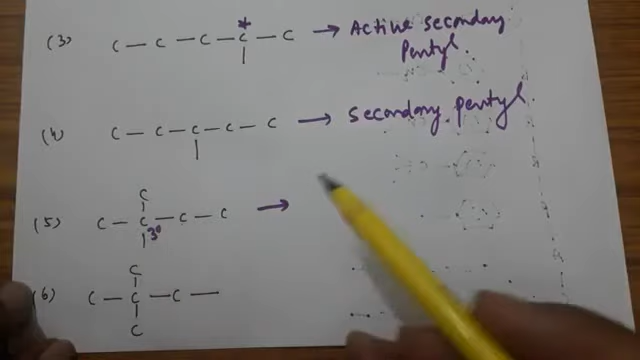 (3) C — C — C — C* — C → Active secondary
|
Pentyl.
(4) C — C — C — C — C → secondary pentyl.
|
C
|
(5) C — C — C — C →
| 3°
C
|
(6) C — C — C —
|
C